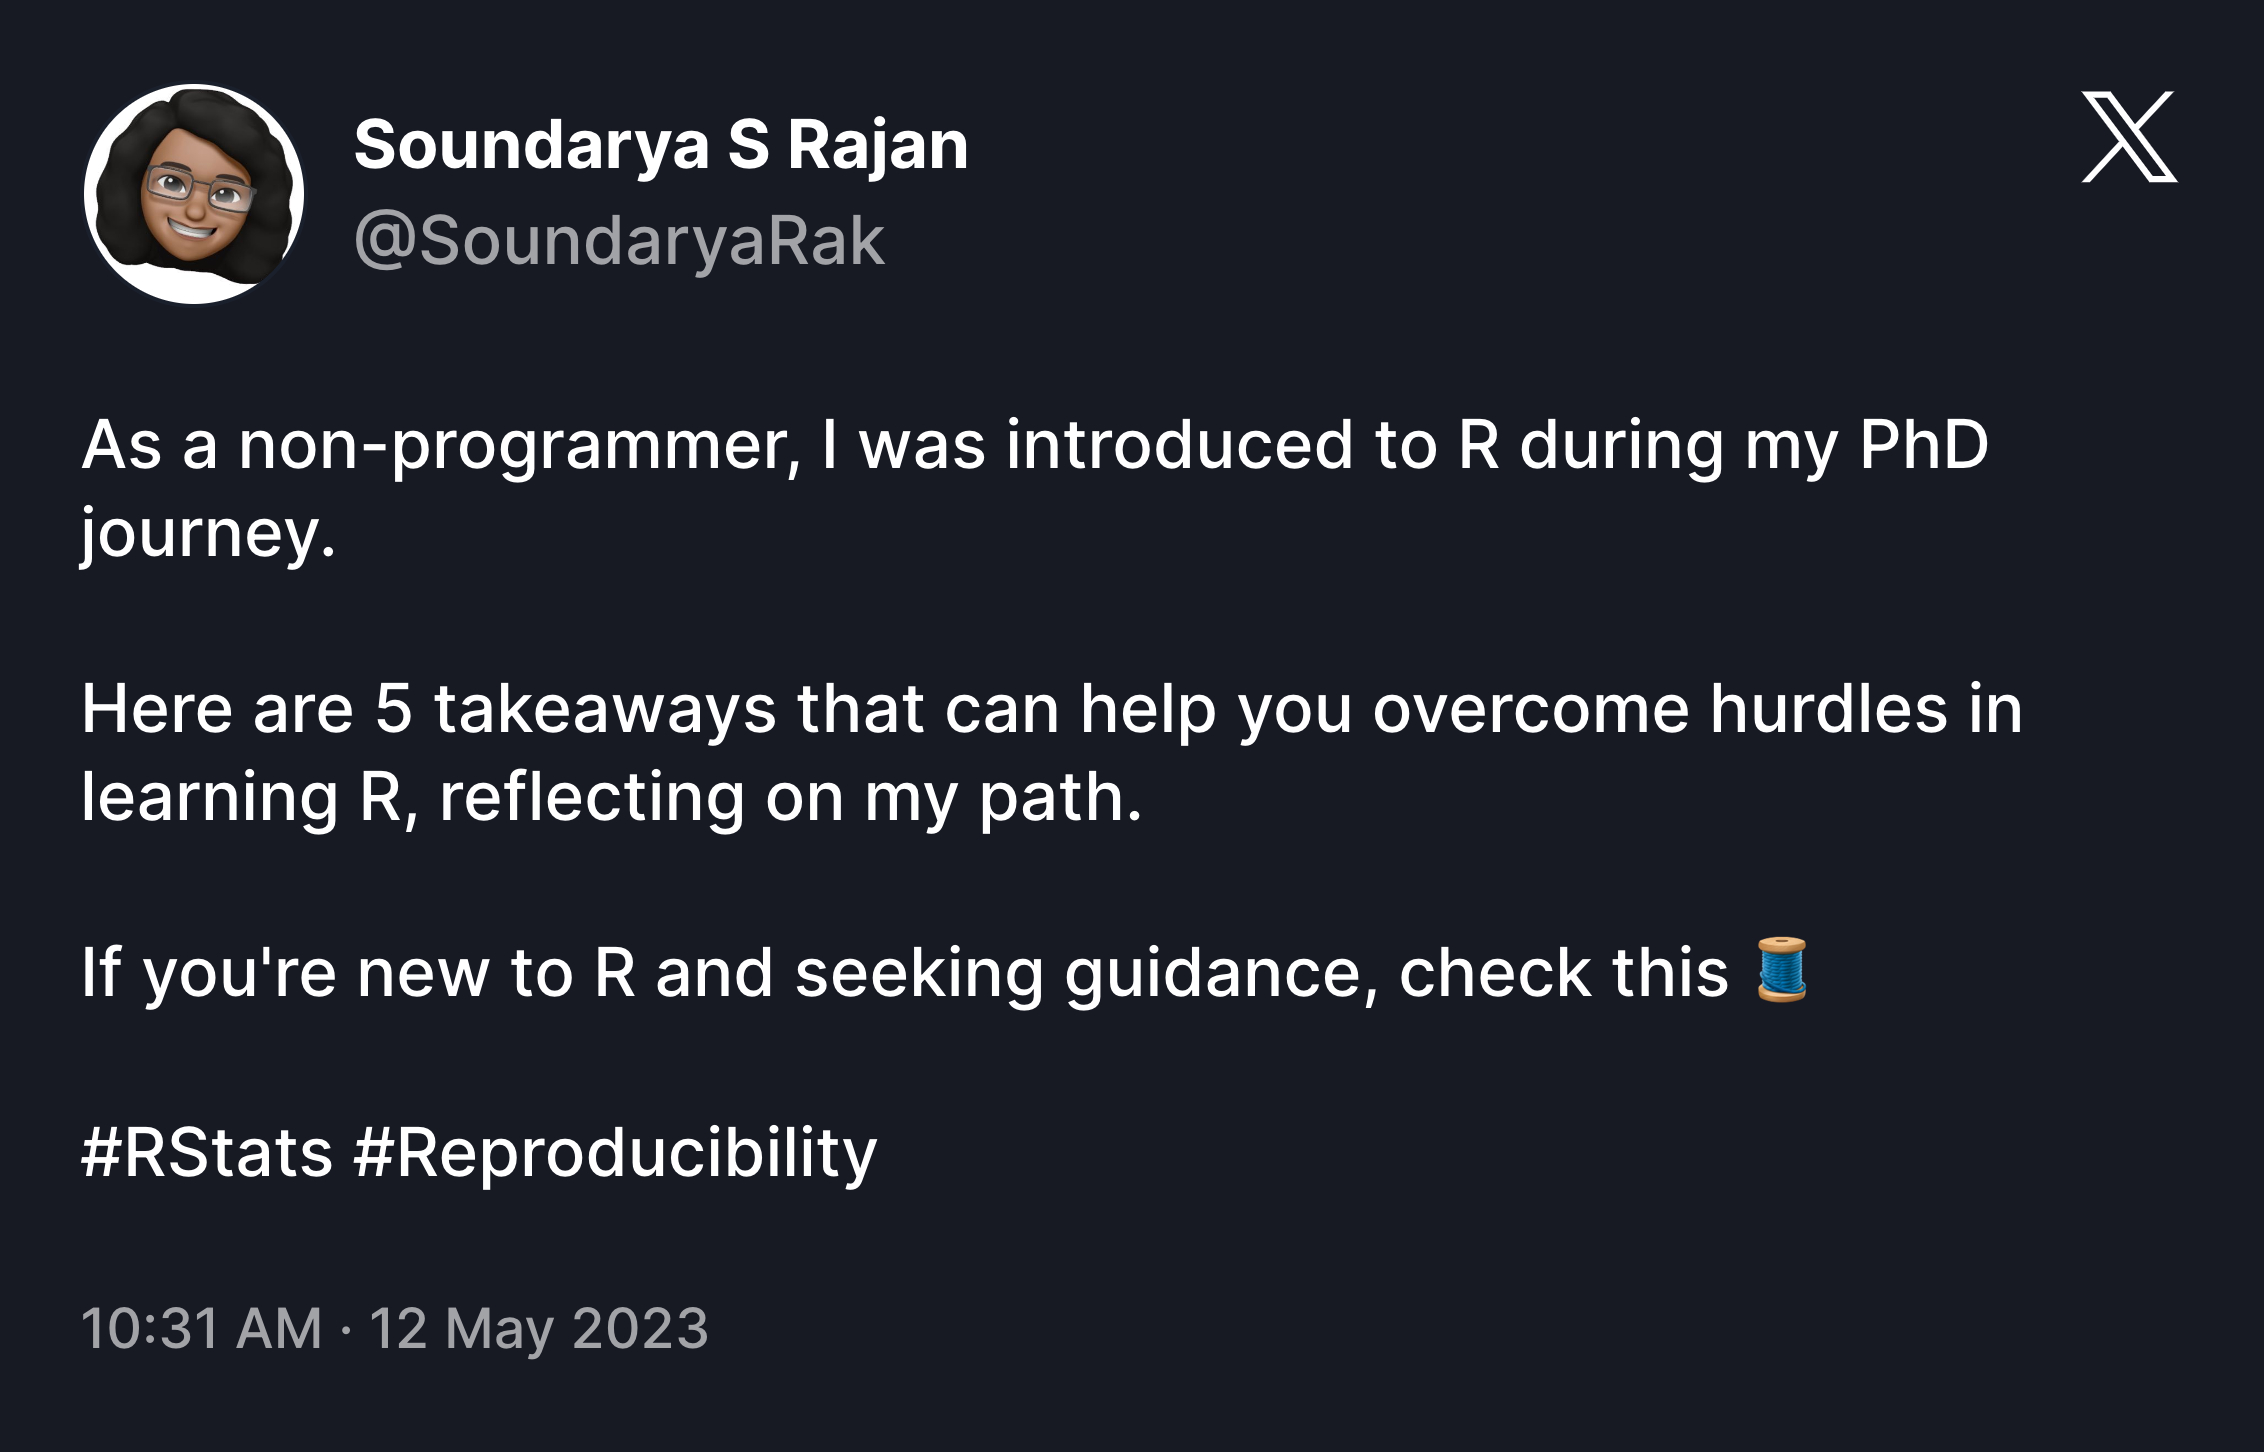 Soundarya S Rajan
@SoundaryaRak
As a non-programmer, I was introduced to R during my PhD
journey.
Here are 5 takeaways that can help you overcome hurdles in
learning R, reflecting on my path.
If you're new to R and seeking guidance, check this 🧵
#RStats #Reproducibility
10:31 AM · 12 May 2023